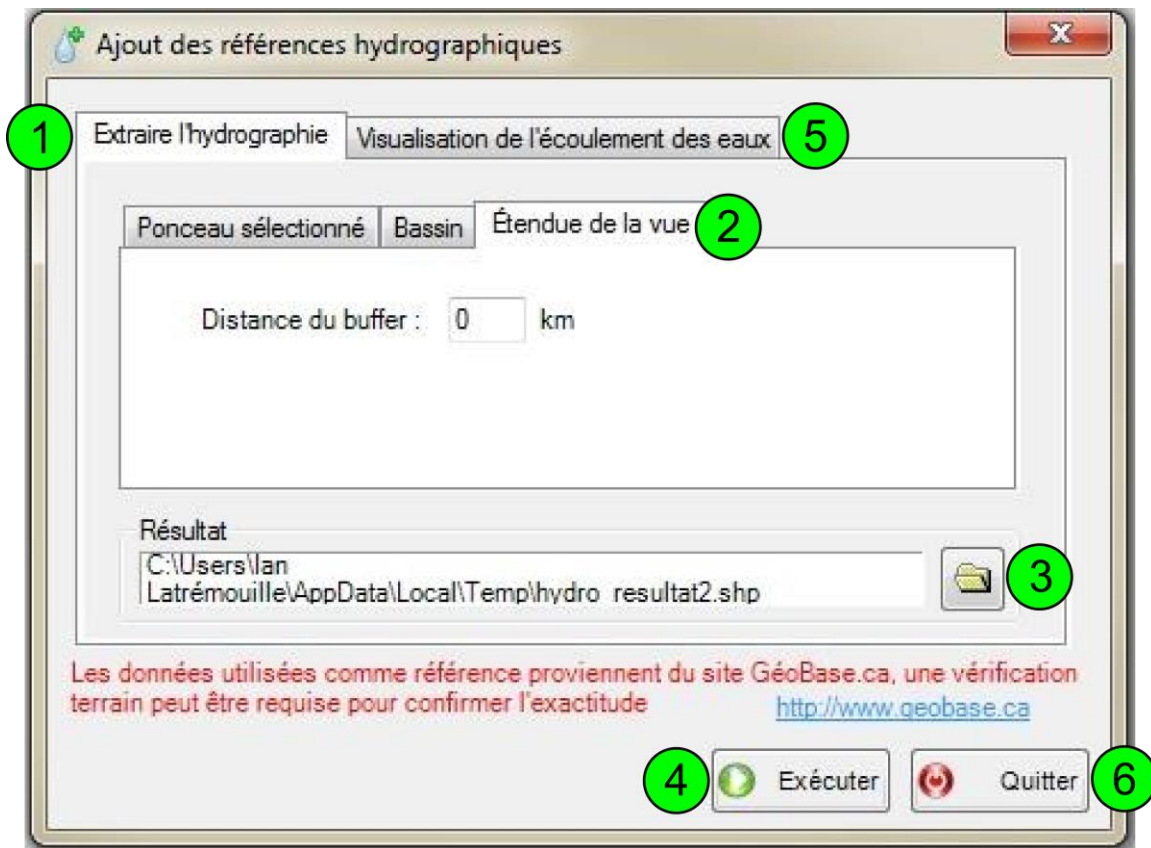 Ajout des références hydrographiques
1 Extraire l'hydrographie Visualisation de l'écoulement des eaux 5
Ponceau sélectionné Bassin Étendue de la vue 2
Distance du buffer : 0 km
Résultat
C:\Users\Ian
Latrémouille\AppData\Local\Temp\hydro_resultat2.shp 3
Les données utilisées comme référence proviennent du site GéoBase.ca, une vérification
terrain peut être requise pour confirmer l'exactitude http://www.geobase.ca
4 Exécuter Quitter 6